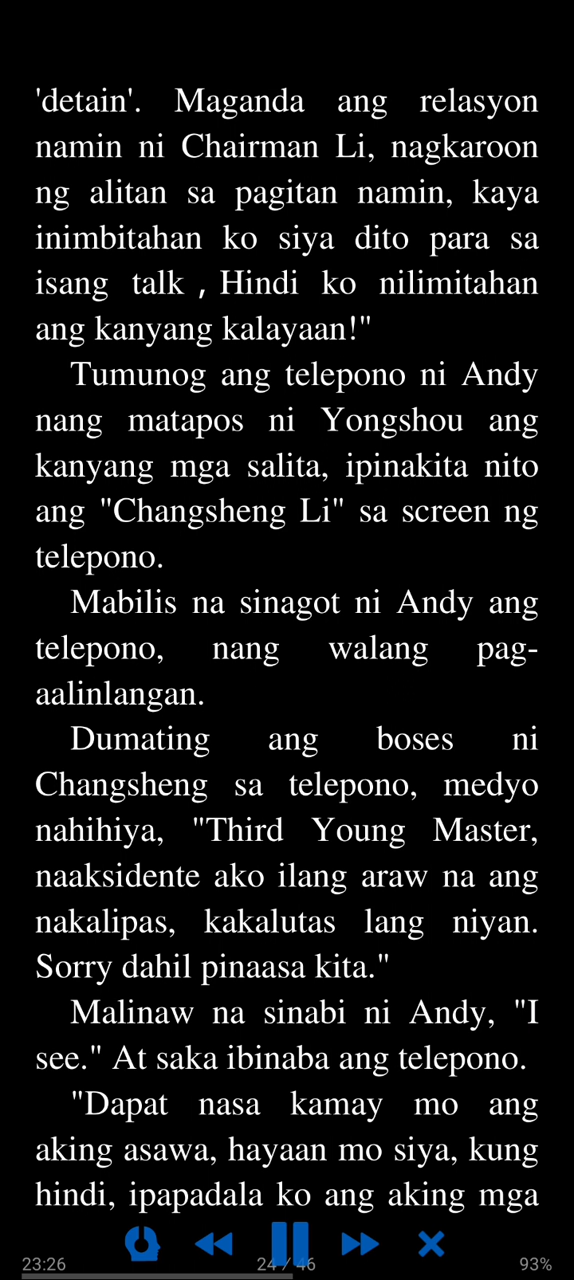 'detain'. Maganda ang relasyon
namin ni Chairman Li, nagkaroon
ng alitan sa pagitan namin, kaya
inimbitahan ko siya dito para sa
isang talk , Hindi ko nilimitahan
ang kanyang kalayaan!"
Tumunog ang telepono ni Andy
nang matapos ni Yongshou ang
kanyang mga salita, ipinakita nito
ang "Changsheng Li" sa screen ng
telepono.
Mabilis na sinagot ni Andy ang
telepono, nang walang pag-
aalinlangan.
Dumating ang boses ni
Changsheng sa telepono, medyo
nahihiya, "Third Young Master,
naaksidente ako ilang araw na ang
nakalipas, kakalutas lang niyan.
Sorry dahil pinaasa kita."
Malinaw na sinabi ni Andy, "I
see." At saka ibinaba ang telepono.
"Dapat nasa kamay mo ang
aking asawa, hayaan mo siya, kung
hindi, ipapadala ko ang aking mga
23:26 24 / 46 93%